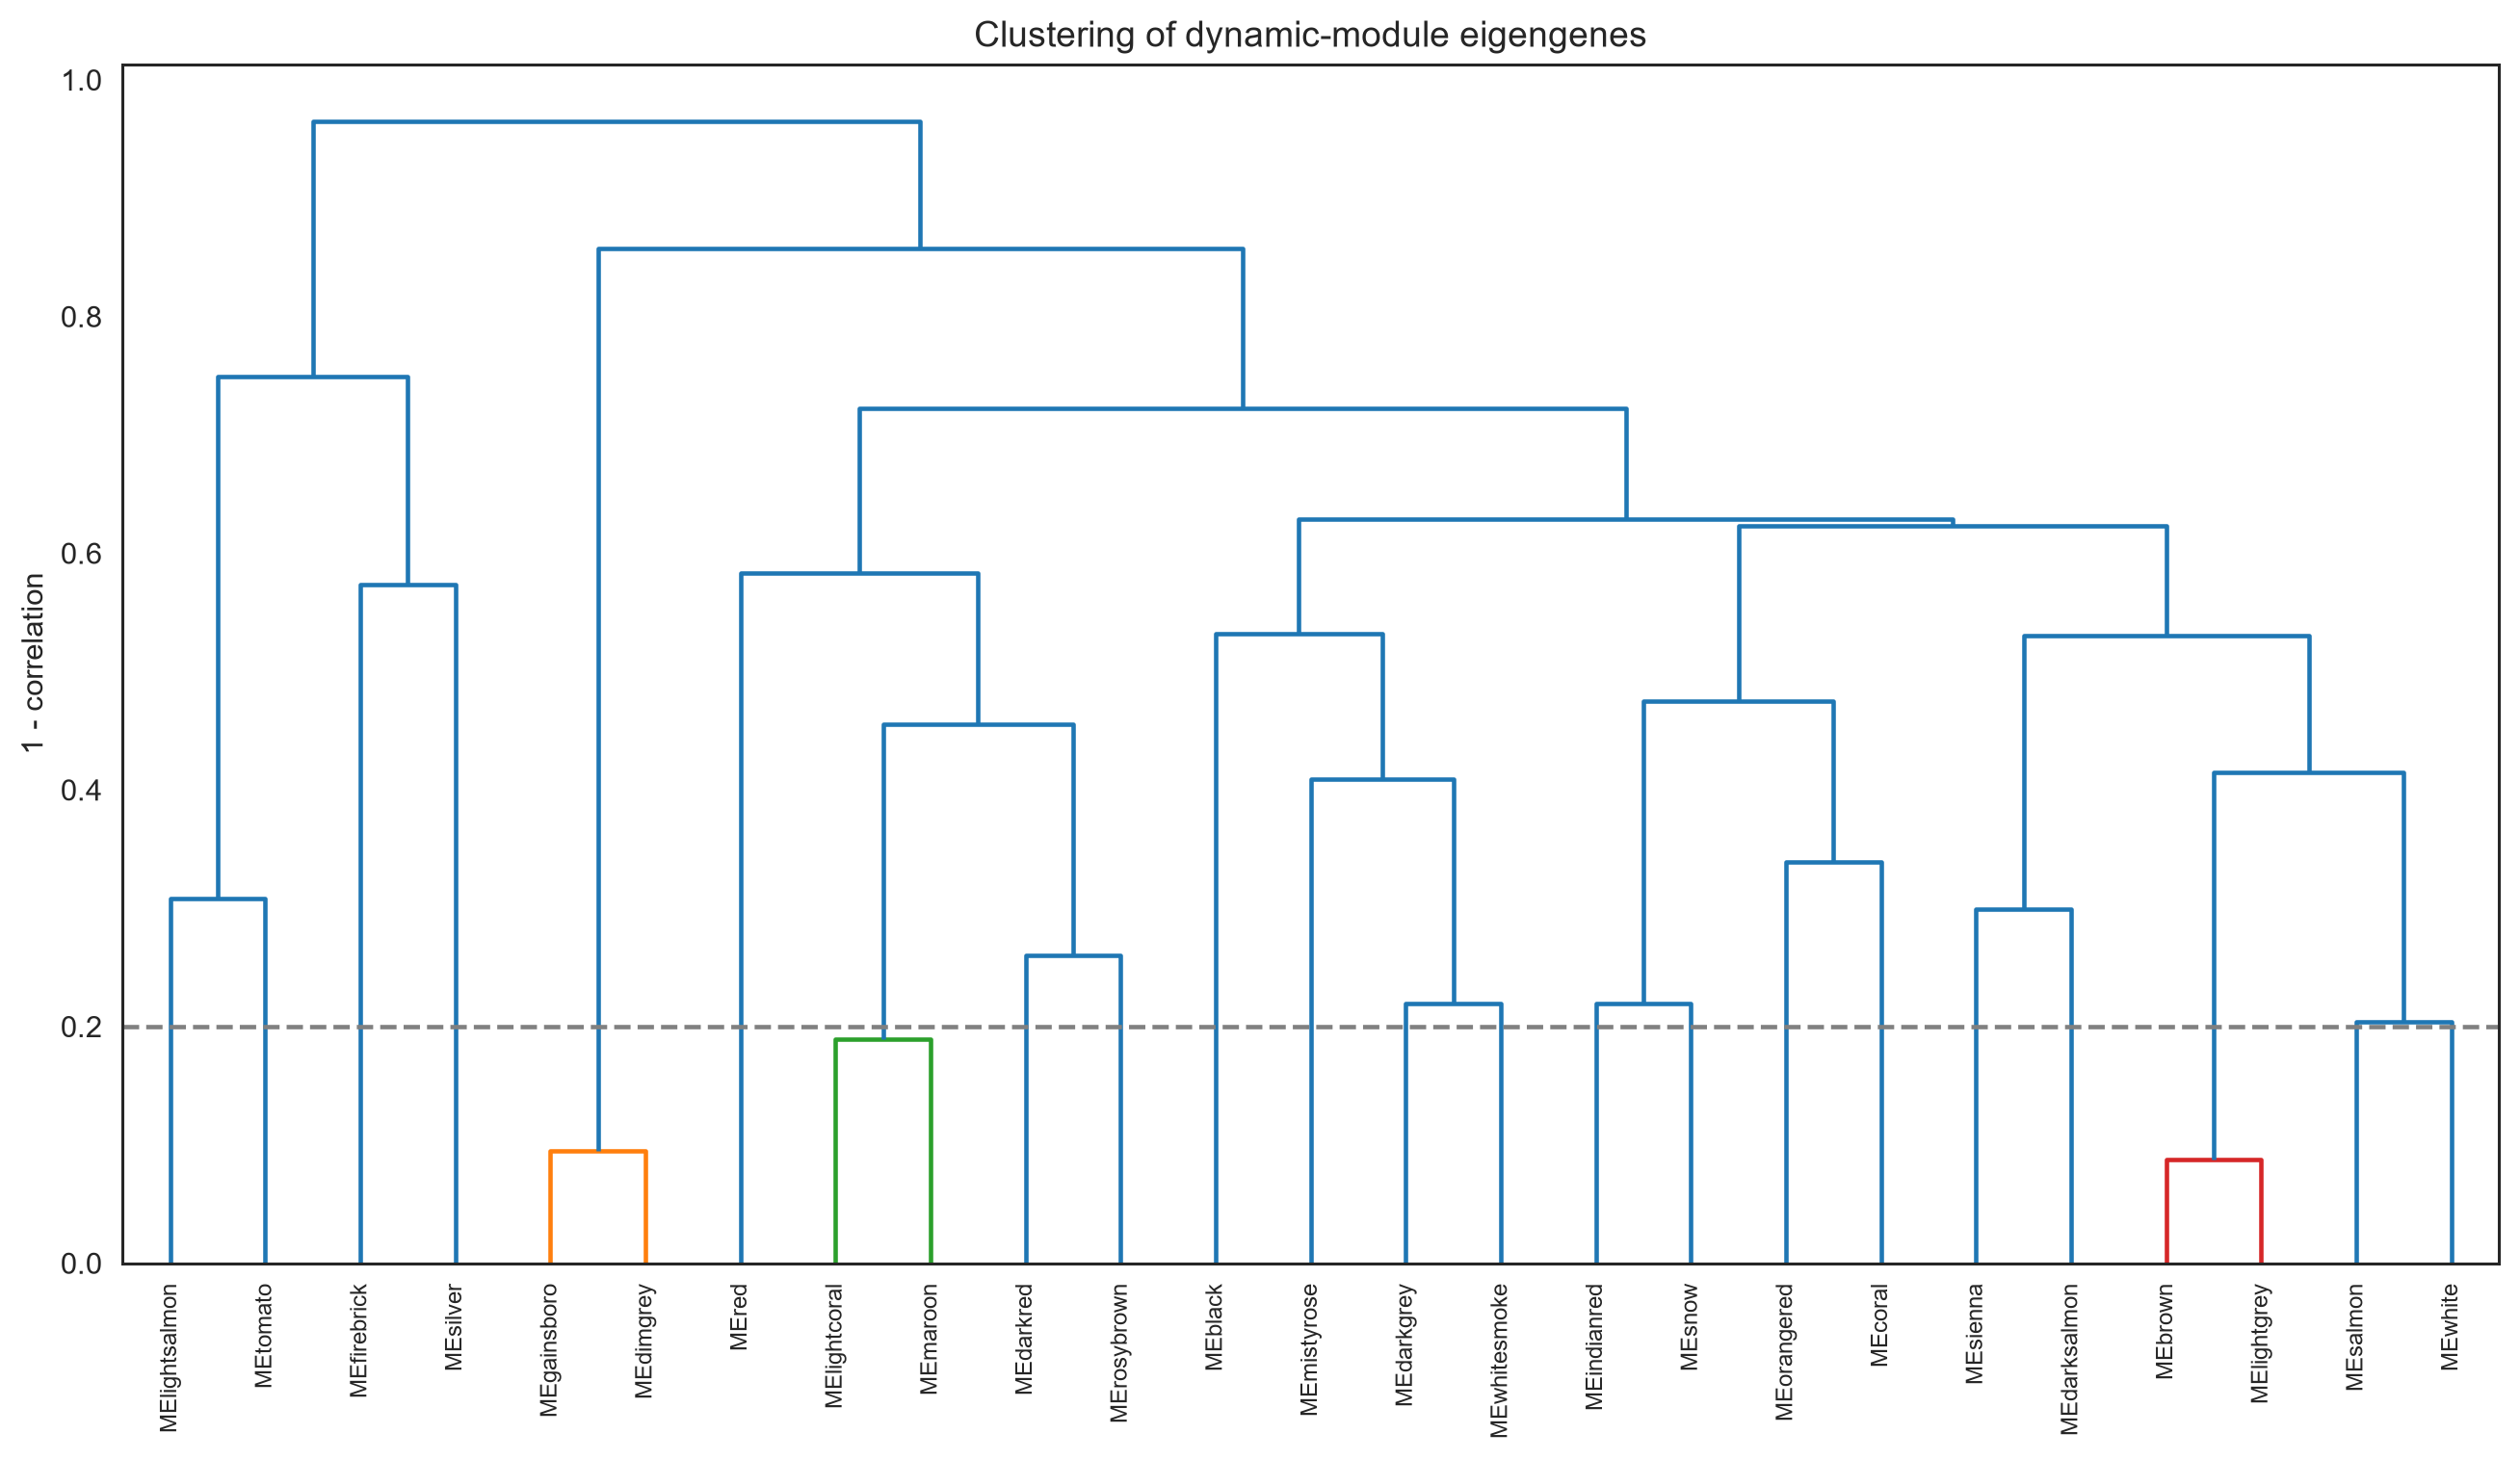 Clustering of dynamic-module eigengenes
1 - correlation
1.0
0.8
0.6
0.4
0.2
0.0
MElightsalmon
MEtomato
MEfirebrick
MEsilver
MEgainsboro
MEdimgrey
MEred
MElightcoral
MEmaroon
MEdarkred
MErosybrown
MEblack
MEmistyrose
MEdarkgrey
MEwhitesmoke
MEindianred
MEsnow
MEorangered
MEcoral
MEsienna
MEdarksalmon
MEbrown
MElightgrey
MEsalmon
MEwhite